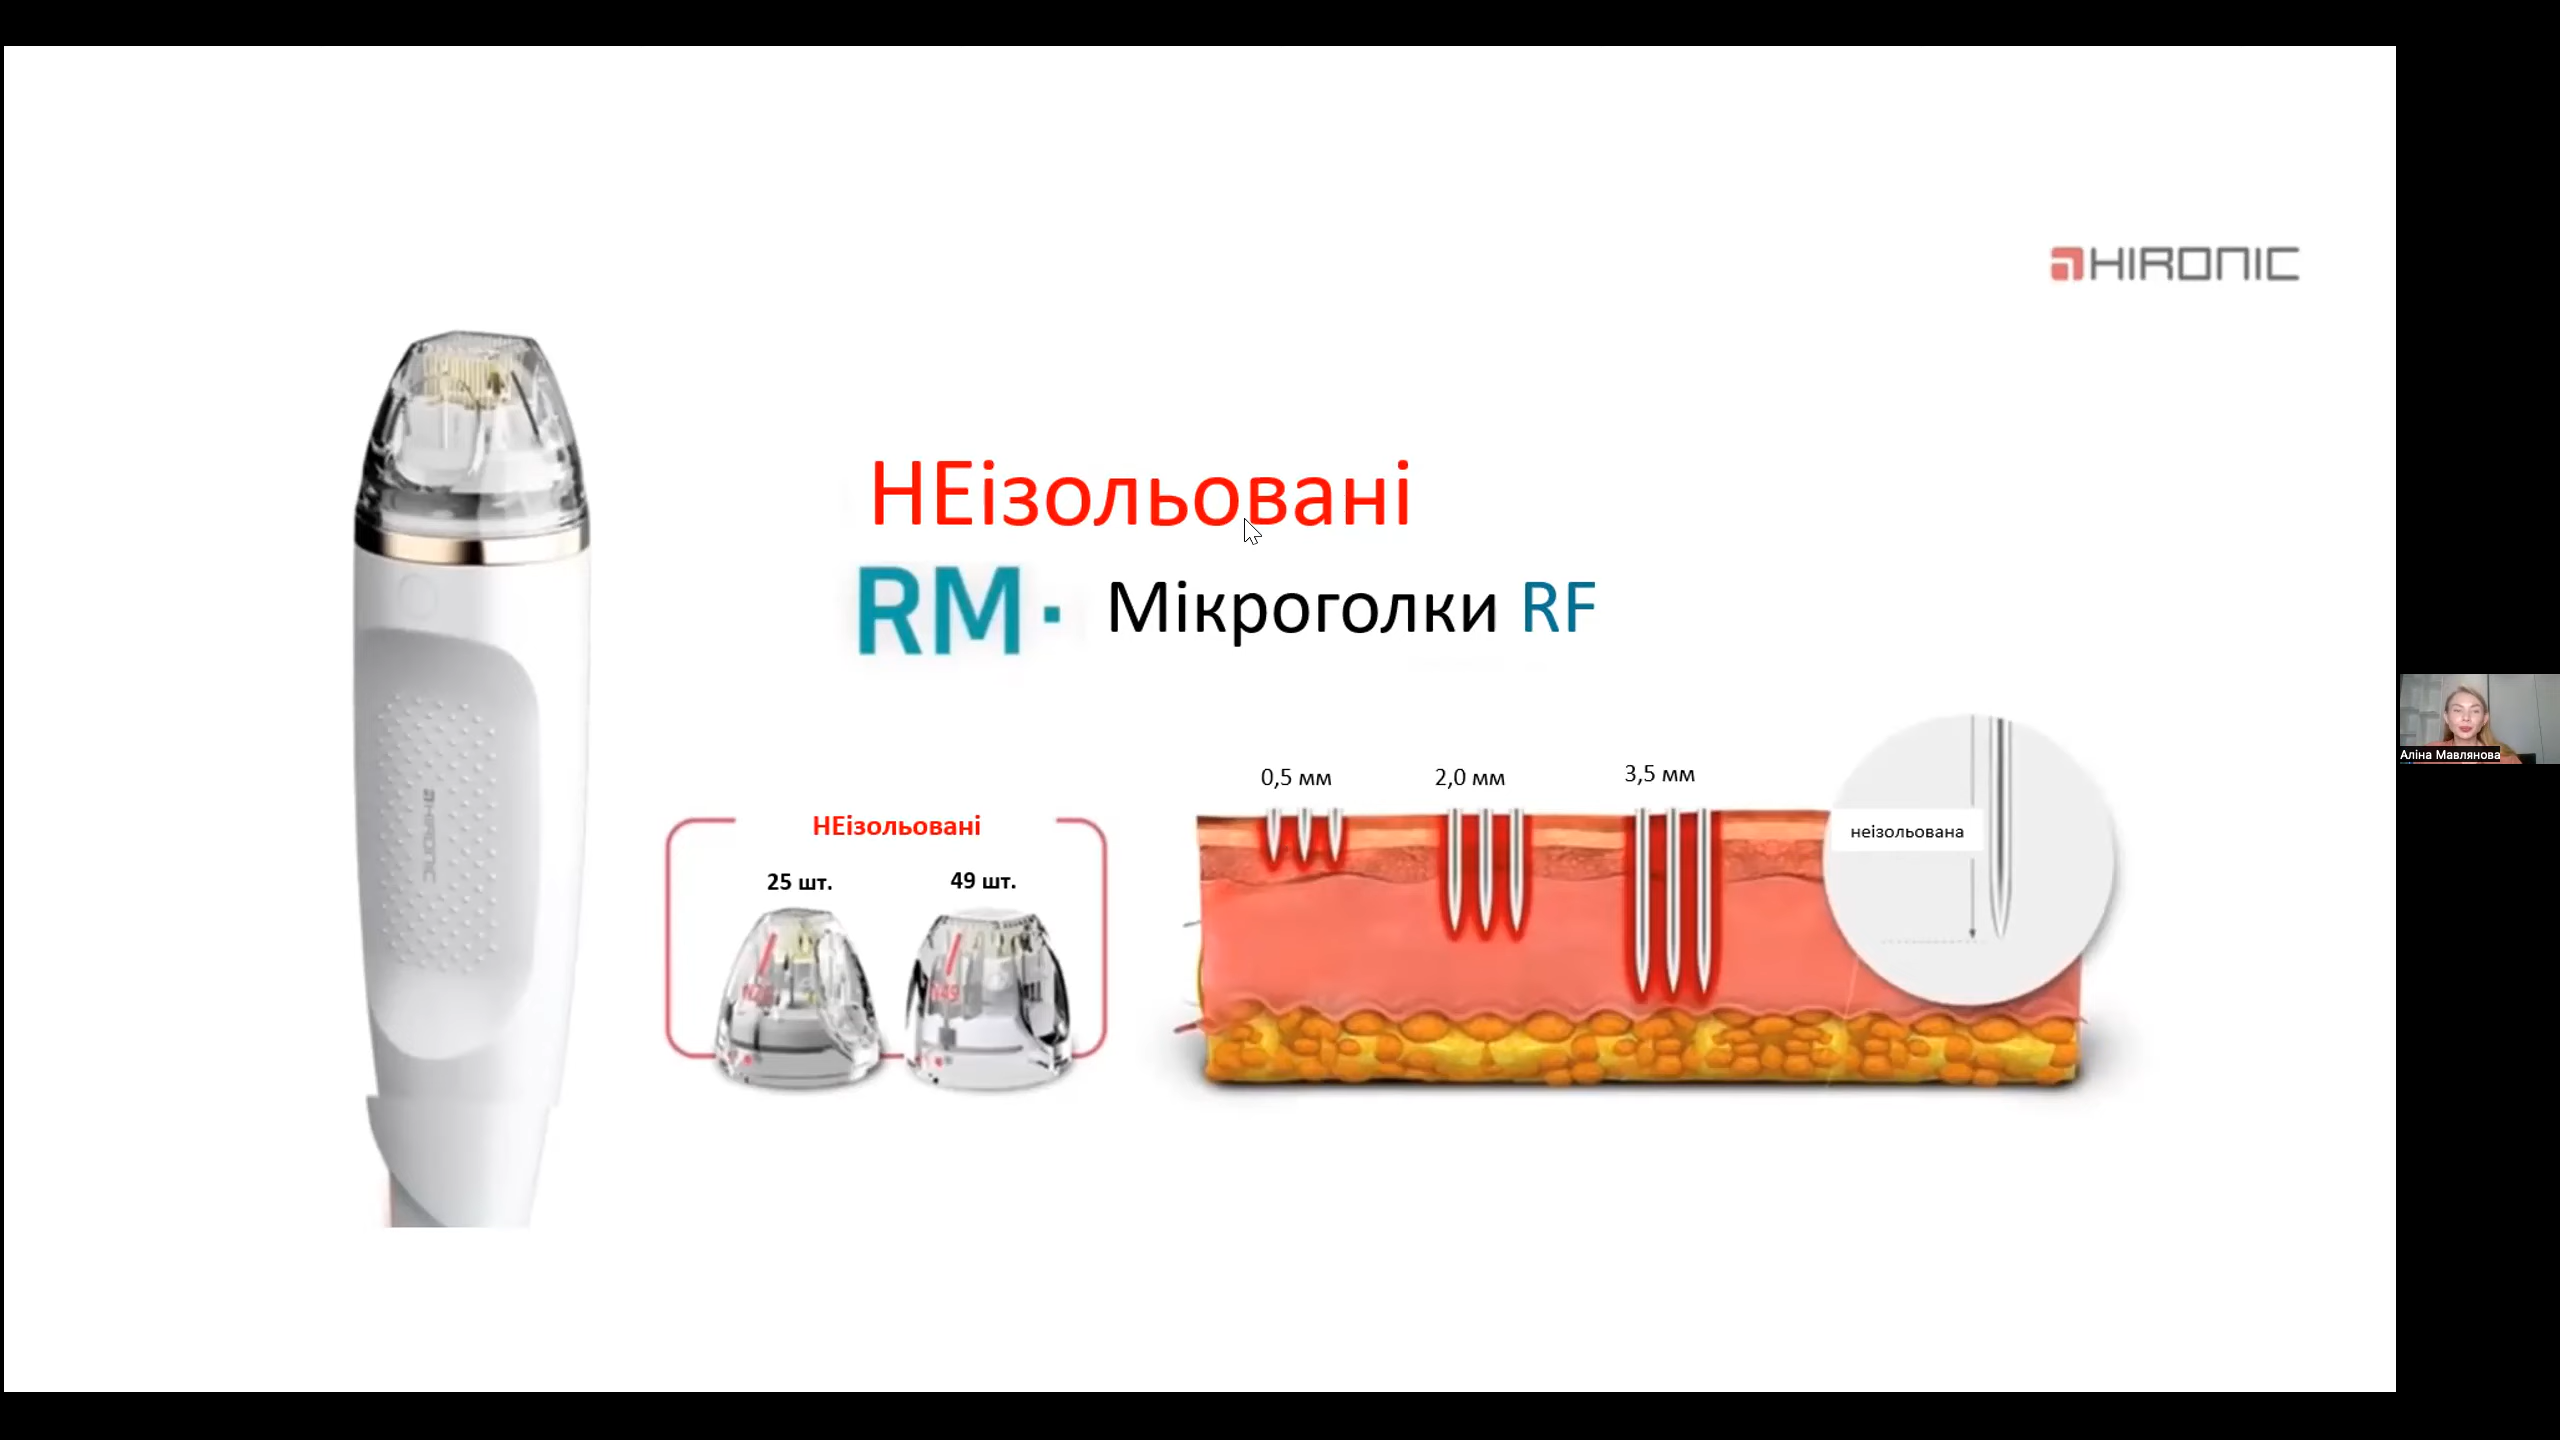 HIRONIC
НЕізольовані
RM · Мікроголки RF
НЕізольовані
25 шт.
49 шт.
0,5 мм
2,0 мм
3,5 мм
неізольована
HIRONIC
Аліна Мавлянова